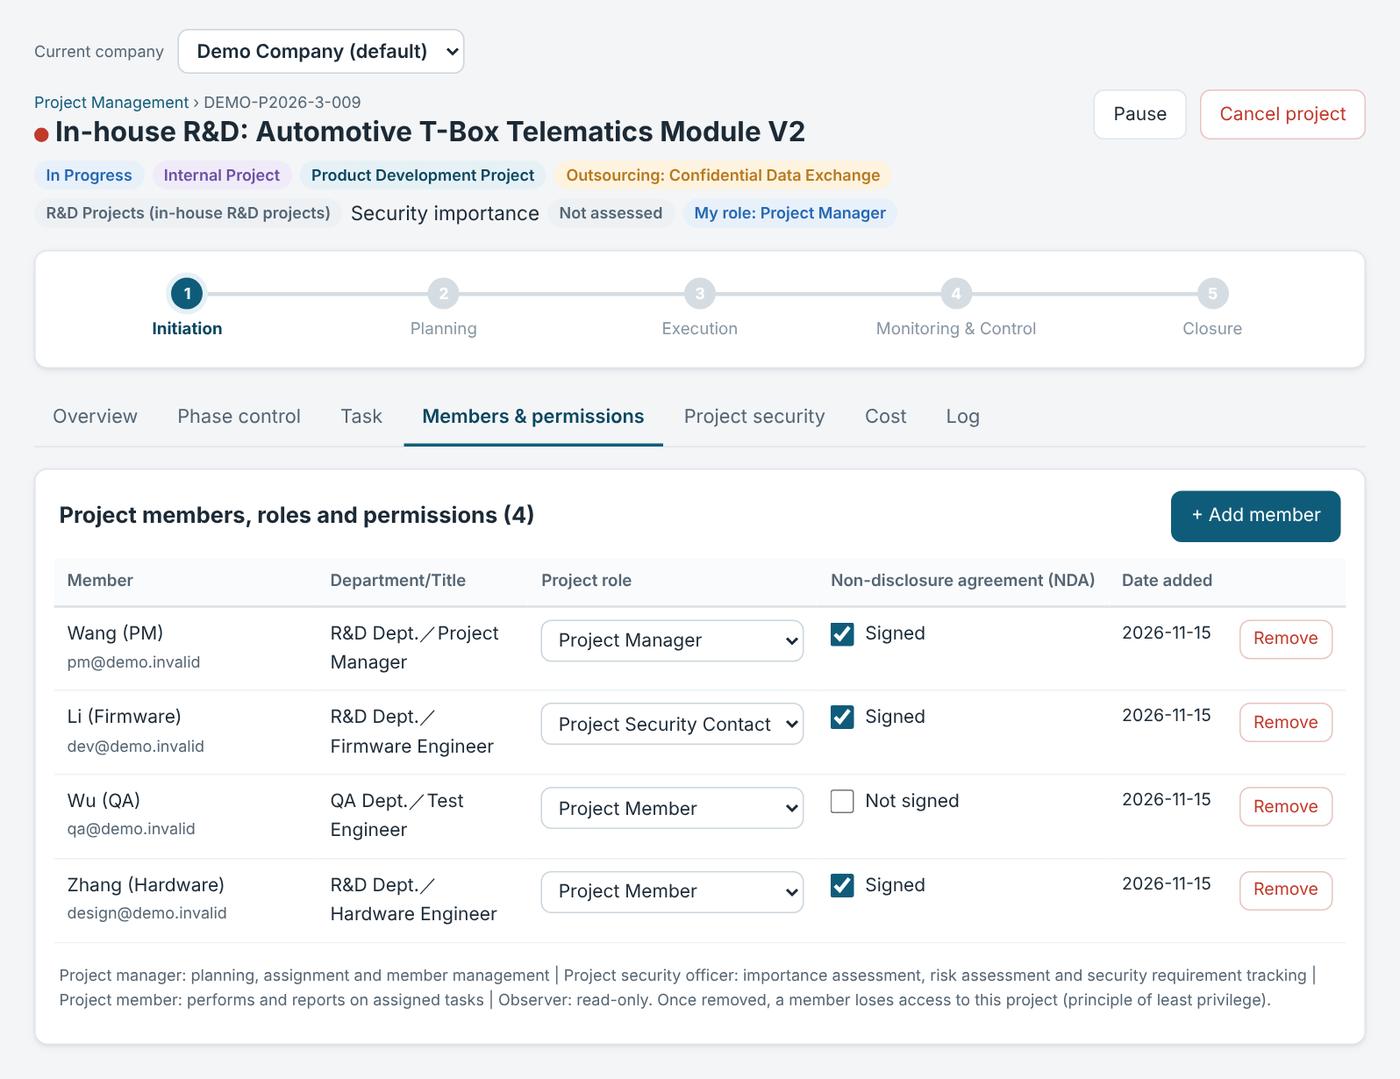 Current company
Demo Company (default)
Project Management › DEMO-P2026-3-009
In-house R&D: Automotive T-Box Telematics Module V2
Pause
Cancel project
In Progress
Internal Project
Product Development Project
Outsourcing: Confidential Data Exchange
R&D Projects (in-house R&D projects)
Security importance
Not assessed
My role: Project Manager
1
2
3
4
5
Initiation
Planning
Execution
Monitoring & Control
Closure
Overview
Phase control
Task
Members & permissions
Project security
Cost
Log
Project members, roles and permissions (4)
+ Add member
Member
Department/Title
Project role
Non-disclosure agreement (NDA)
Date added
Wang (PM)
pm@demo.invalid
R&D Dept.／Project
Manager
Project Manager
Signed
2026-11-15
Remove
Li (Firmware)
dev@demo.invalid
R&D Dept.／
Firmware Engineer
Project Security Contact
Signed
2026-11-15
Remove
Wu (QA)
qa@demo.invalid
QA Dept.／Test
Engineer
Project Member
Not signed
2026-11-15
Remove
Zhang (Hardware)
design@demo.invalid
R&D Dept.／
Hardware Engineer
Project Member
Signed
2026-11-15
Remove
Project manager: planning, assignment and member management | Project security officer: importance assessment, risk assessment and security requirement tracking |
Project member: performs and reports on assigned tasks | Observer: read-only. Once removed, a member loses access to this project (principle of least privilege).